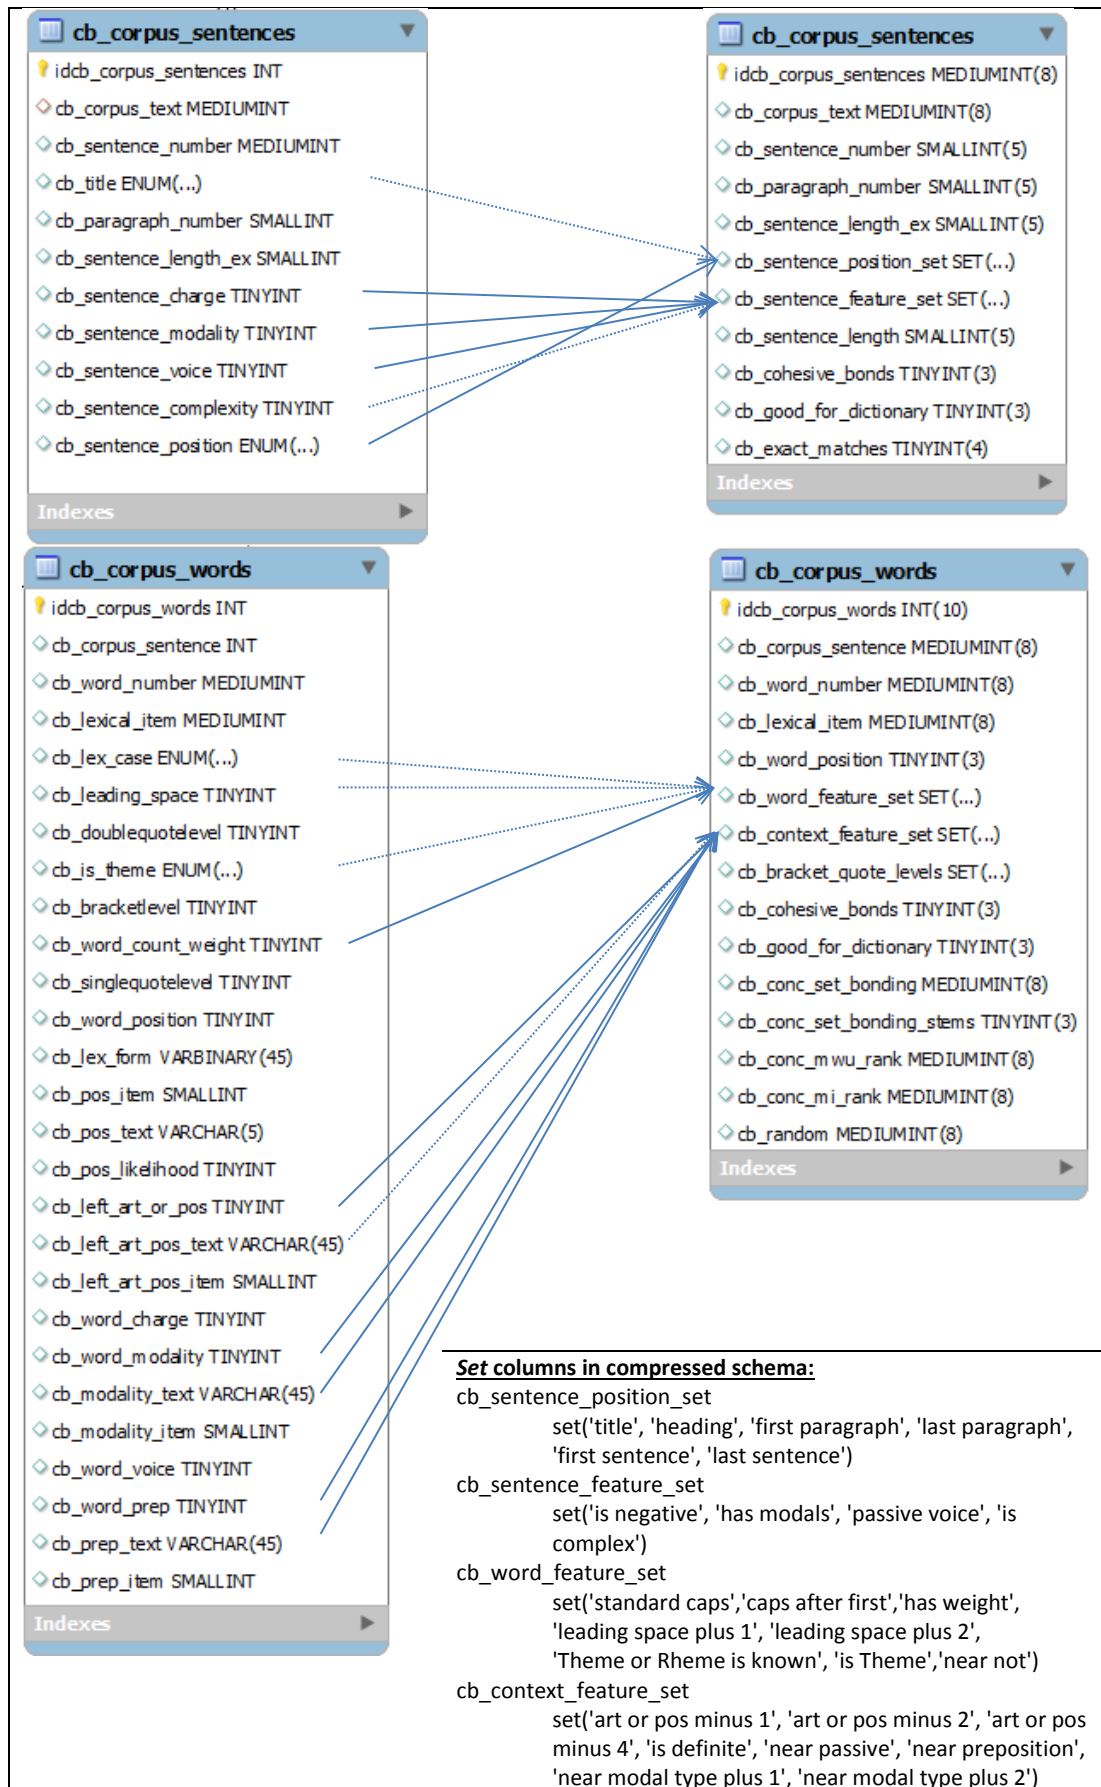 cb_corpus_sentences
idcb_corpus_sentences INT
cb_corpus_text MEDIUMINT
cb_sentence_number MEDIUMINT
cb_title ENUM(...)
cb_paragraph_number SMALLINT
cb_sentence_length_ex SMALLINT
cb_sentence_charge TINYINT
cb_sentence_modality TINYINT
cb_sentence_voice TINYINT
cb_sentence_complexity TINYINT
cb_sentence_position ENUM(...)
Indexes
cb_corpus_sentences
idcb_corpus_sentences MEDIUMINT(8)
cb_corpus_text MEDIUMINT(8)
cb_sentence_number SMALLINT(5)
cb_paragraph_number SMALLINT(5)
cb_sentence_length_ex SMALLINT(5)
cb_sentence_position_set SET(...)
cb_sentence_feature_set SET(...)
cb_sentence_length SMALLINT(5)
cb_cohesive_bonds TINYINT(3)
cb_good_for_dictionary TINYINT(3)
cb_exact_matches TINYINT(4)
Indexes
cb_corpus_words
idcb_corpus_words INT
cb_corpus_sentence INT
cb_word_number MEDIUMINT
cb_lexical_item MEDIUMINT
cb_lex_case ENUM(...)
cb_leading_space TINYINT
cb_doublequotelevel TINYINT
cb_is_theme ENUM(...)
cb_bracketlevel TINYINT
cb_word_count_weight TINYINT
cb_singlequotelevel TINYINT
cb_word_position TINYINT
cb_lex_form VARBINARY(45)
cb_pos_item SMALLINT
cb_pos_text VARCHAR(5)
cb_pos_likelihood TINYINT
cb_left_art_or_pos TINYINT
cb_left_art_pos_text VARCHAR(45)
cb_left_art_pos_item SMALLINT
cb_word_charge TINYINT
cb_word_modality TINYINT
cb_modality_text VARCHAR(45)
cb_modality_item SMALLINT
cb_word_voice TINYINT
cb_word_prep TINYINT
cb_prep_text VARCHAR(45)
cb_prep_item SMALLINT
Indexes
cb_corpus_words
idcb_corpus_words INT(10)
cb_corpus_sentence MEDIUMINT(8)
cb_word_number MEDIUMINT(8)
cb_lexical_item MEDIUMINT(8)
cb_word_position TINYINT(3)
cb_word_feature_set SET(...)
cb_context_feature_set SET(...)
cb_bracket_quote_levels SET(...)
cb_cohesive_bonds TINYINT(3)
cb_good_for_dictionary TINYINT(3)
cb_conc_set_bonding MEDIUMINT(8)
cb_conc_set_bonding_stems TINYINT(3)
cb_conc_mwu_rank MEDIUMINT(8)
cb_conc_mi_rank MEDIUMINT(8)
cb_random MEDIUMINT(8)
Indexes
Set columns in compressed schema:
cb_sentence_position_set
set('title', 'heading', 'first paragraph', 'last paragraph',
'first sentence', 'last sentence')
cb_sentence_feature_set
set('is negative', 'has modals', 'passive voice', 'is
complex')
cb_word_feature_set
set('standard caps','caps after first','has weight',
'leading space plus 1', 'leading space plus 2',
'Theme or Rheme is known', 'is Theme','near not')
cb_context_feature_set
set('art or pos minus 1', 'art or pos minus 2', 'art or pos
minus 4', 'is definite', 'near passive', 'near preposition',
'near modal type plus 1', 'near modal type plus 2')